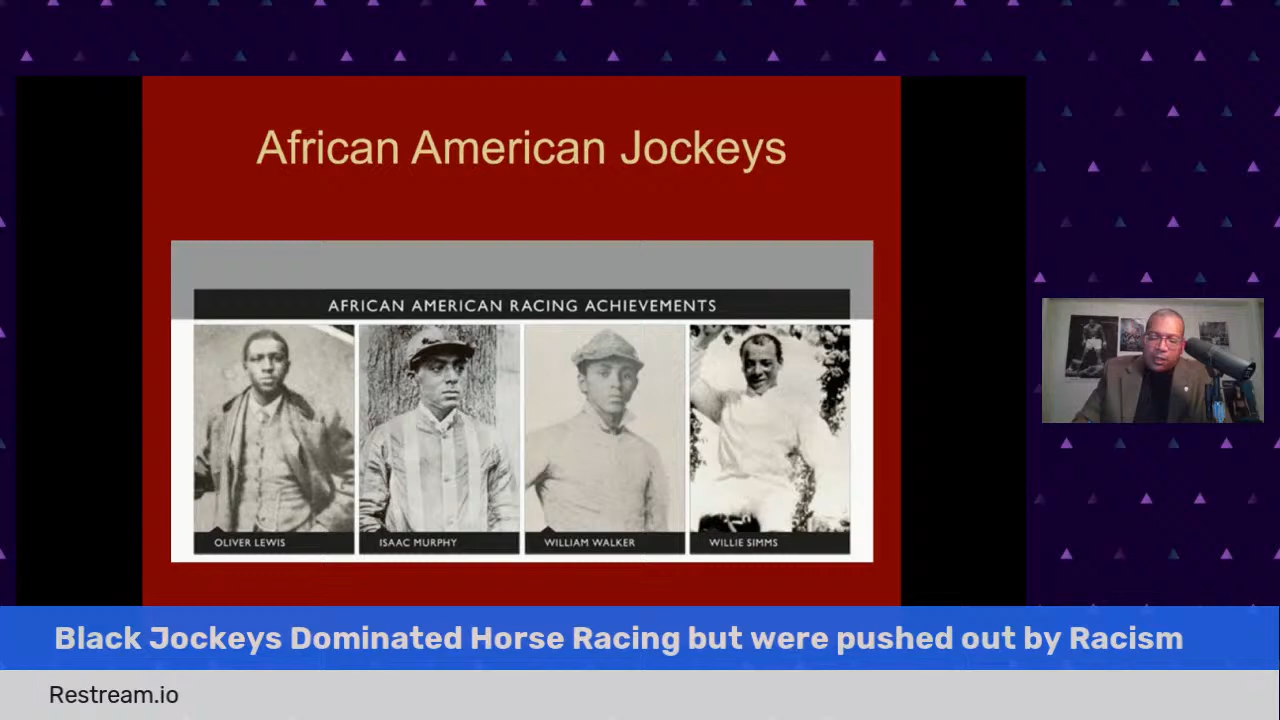 African American Jockeys
AFRICAN AMERICAN RACING ACHIEVEMENTS
OLIVER LEWIS
ISAAC MURPHY
WILLIAM WALKER
WILLIE SIMMS
Black Jockeys Dominated Horse Racing but were pushed out by Racism
Restream.io